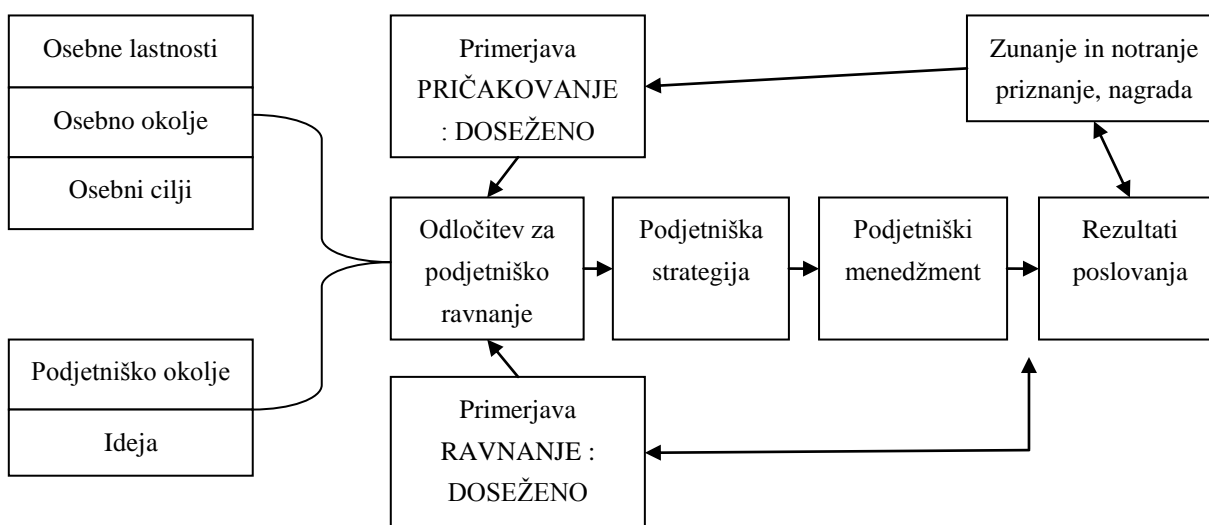 Osebne lastnosti
Osebno okolje
Osebni cilji
Podjetniško okolje
Ideja
Primerjava
PRIČAKOVANJE
: DOSEŽENO
Odločitev za
podjetniško
ravnanje
Primerjava
RAVNANJE :
DOSEŽENO
Podjetniška
strategija
Podjetniški
menedžment
Zunanje in notranje
priznanje, nagrada
Rezultati
poslovanja